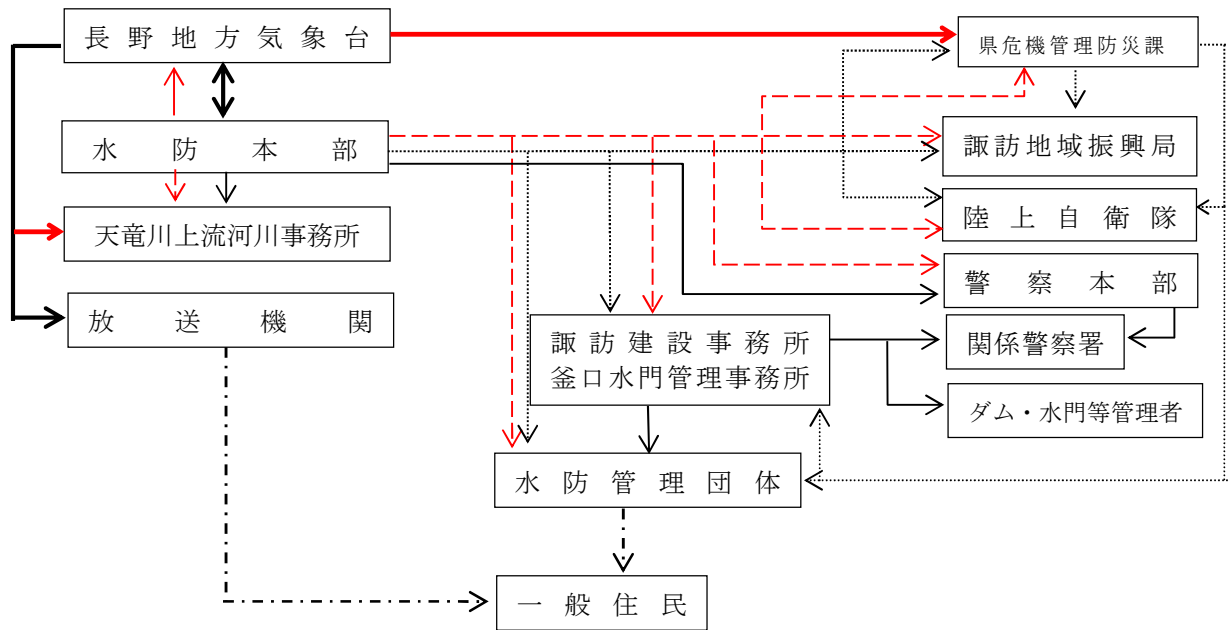 長野地方気象台
県危機管理防災課
水防本部
諏訪地域振興局
天竜川上流河川事務所
陸上自衛隊
警察本部
放送機関
諏訪建設事務所
釜口水門管理事務所
関係警察署
ダム・水門等管理者
水防管理団体
一般住民